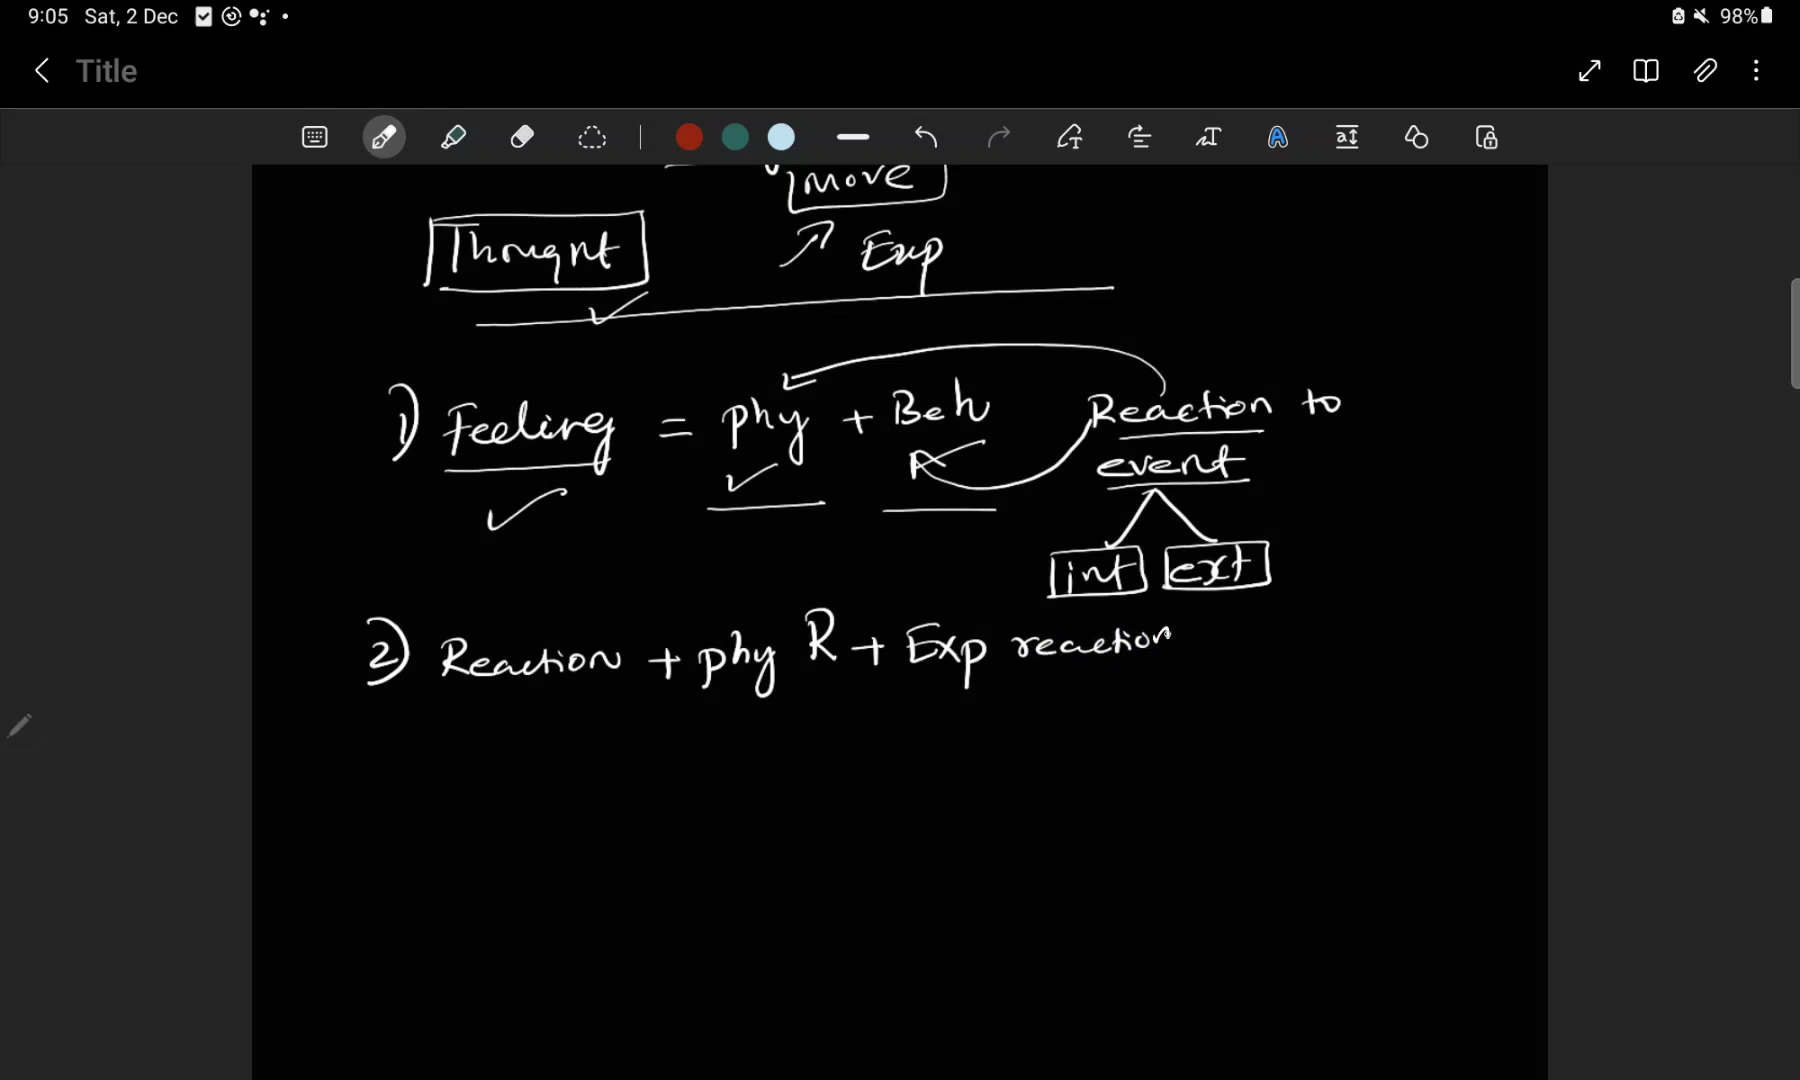 9:05 Sat, 2 Dec
98%
Title
move
Thought
Exp
1) Feeling = phy + Beh
Reaction to
event
int ext
2) Reaction + phy R + Exp reaction